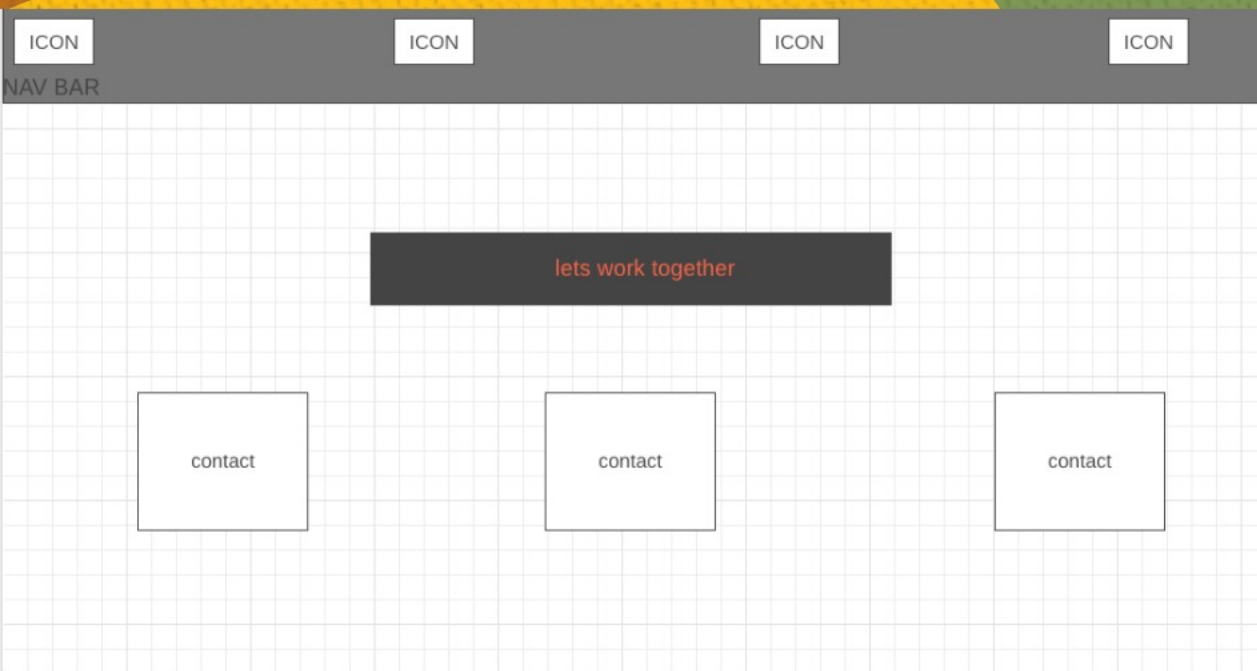 ICON
ICON
ICON
ICON
NAV BAR
lets work together
contact
contact
contact